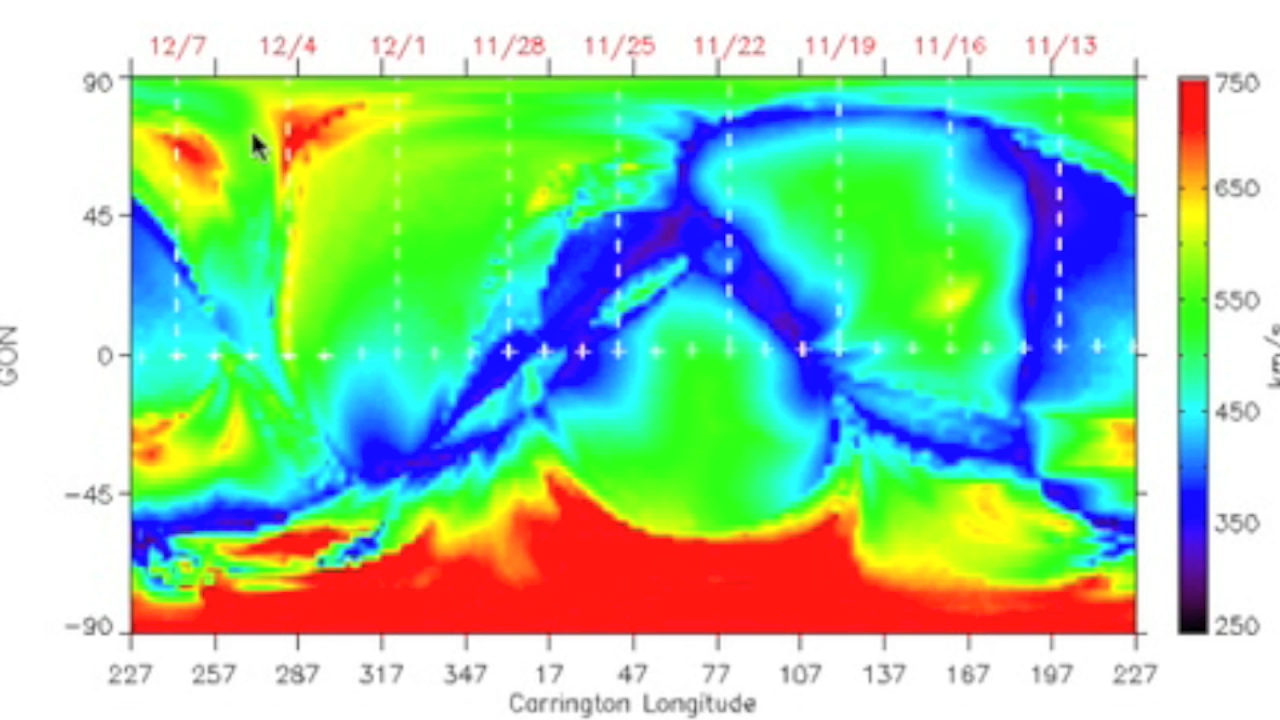 12/7 12/4 12/1 11/28 11/25 11/22 11/19 11/16 11/13
90
45
0
-45
-90
GON
227 257 287 317 347 17 47 77 107 137 167 197 227
Carrington Longitude
750
650
550
450
350
250
km/s